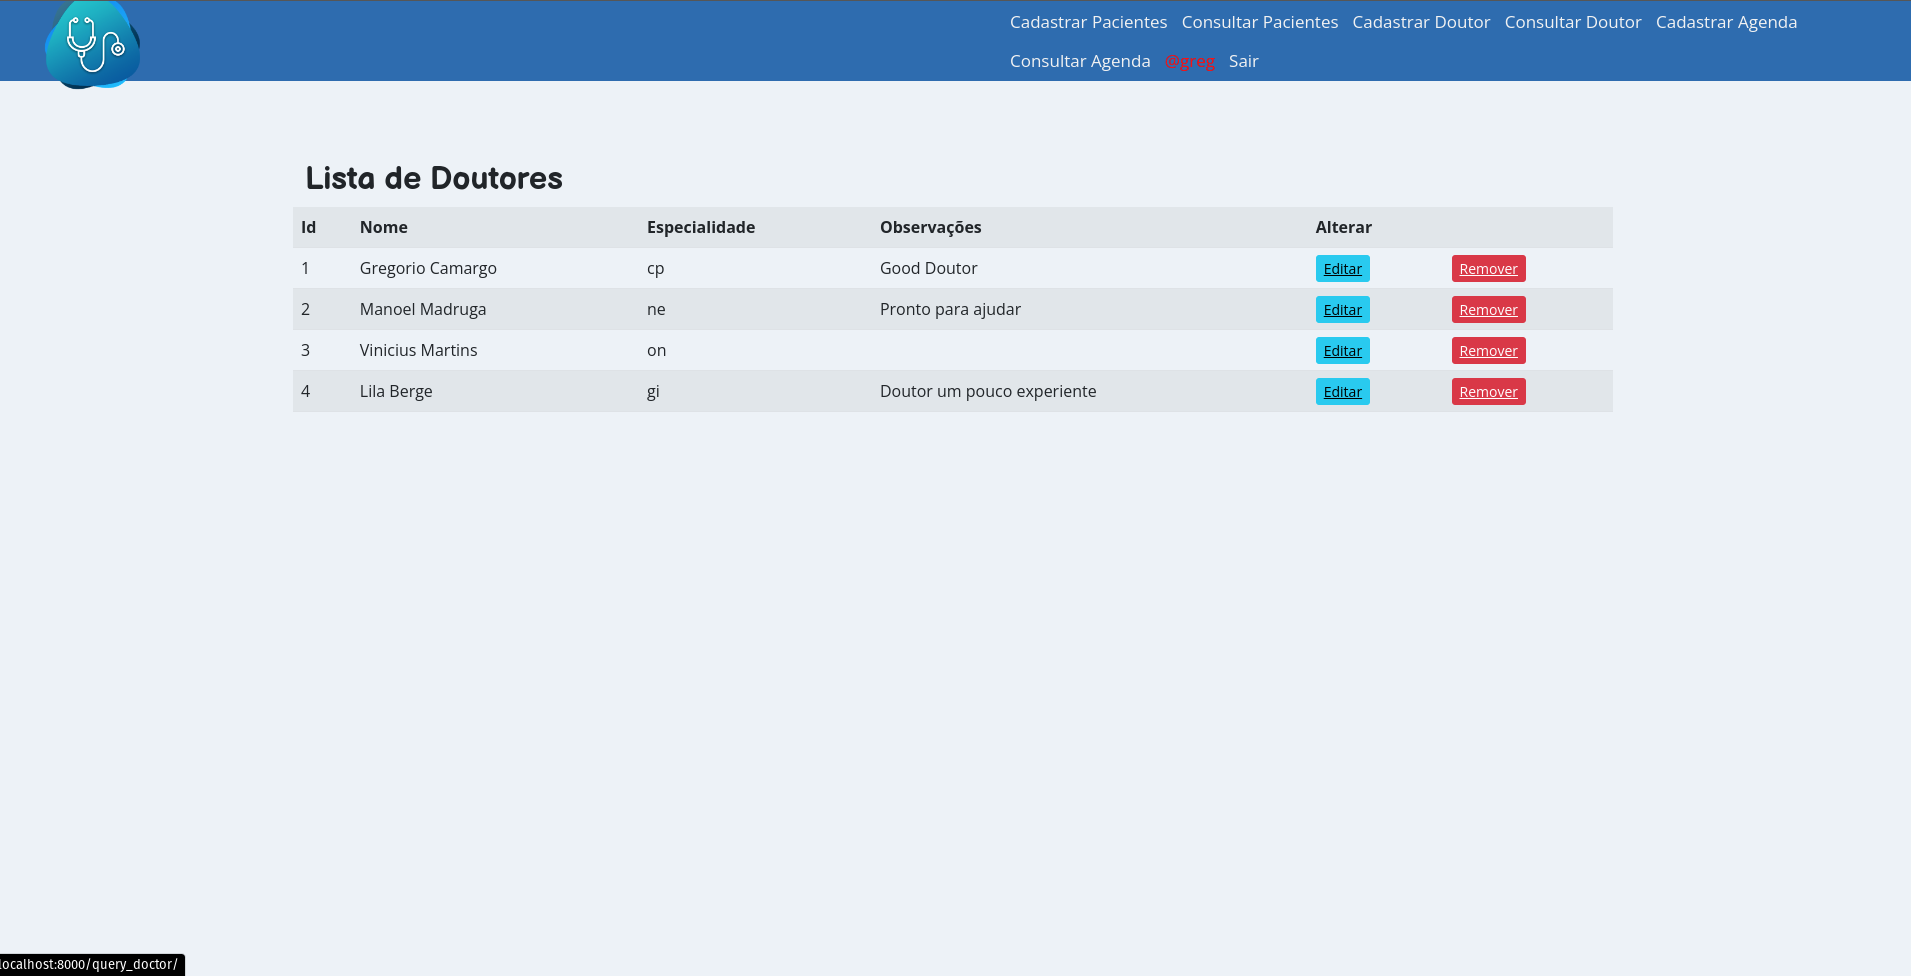 Cadastrar Pacientes Consultar Pacientes Cadastrar Doutor Consultar Doutor Cadastrar Agenda
Consultar Agenda @greg Sair
Lista de Doutores
Id Nome Especialidade Observações Alterar
1 Gregorio Camargo cp Good Doutor Editar Remover
2 Manoel Madruga ne Pronto para ajudar Editar Remover
3 Vinicius Martins on Editar Remover
4 Lila Berge gi Doutor um pouco experiente Editar Remover
localhost:8000/query_doctor/